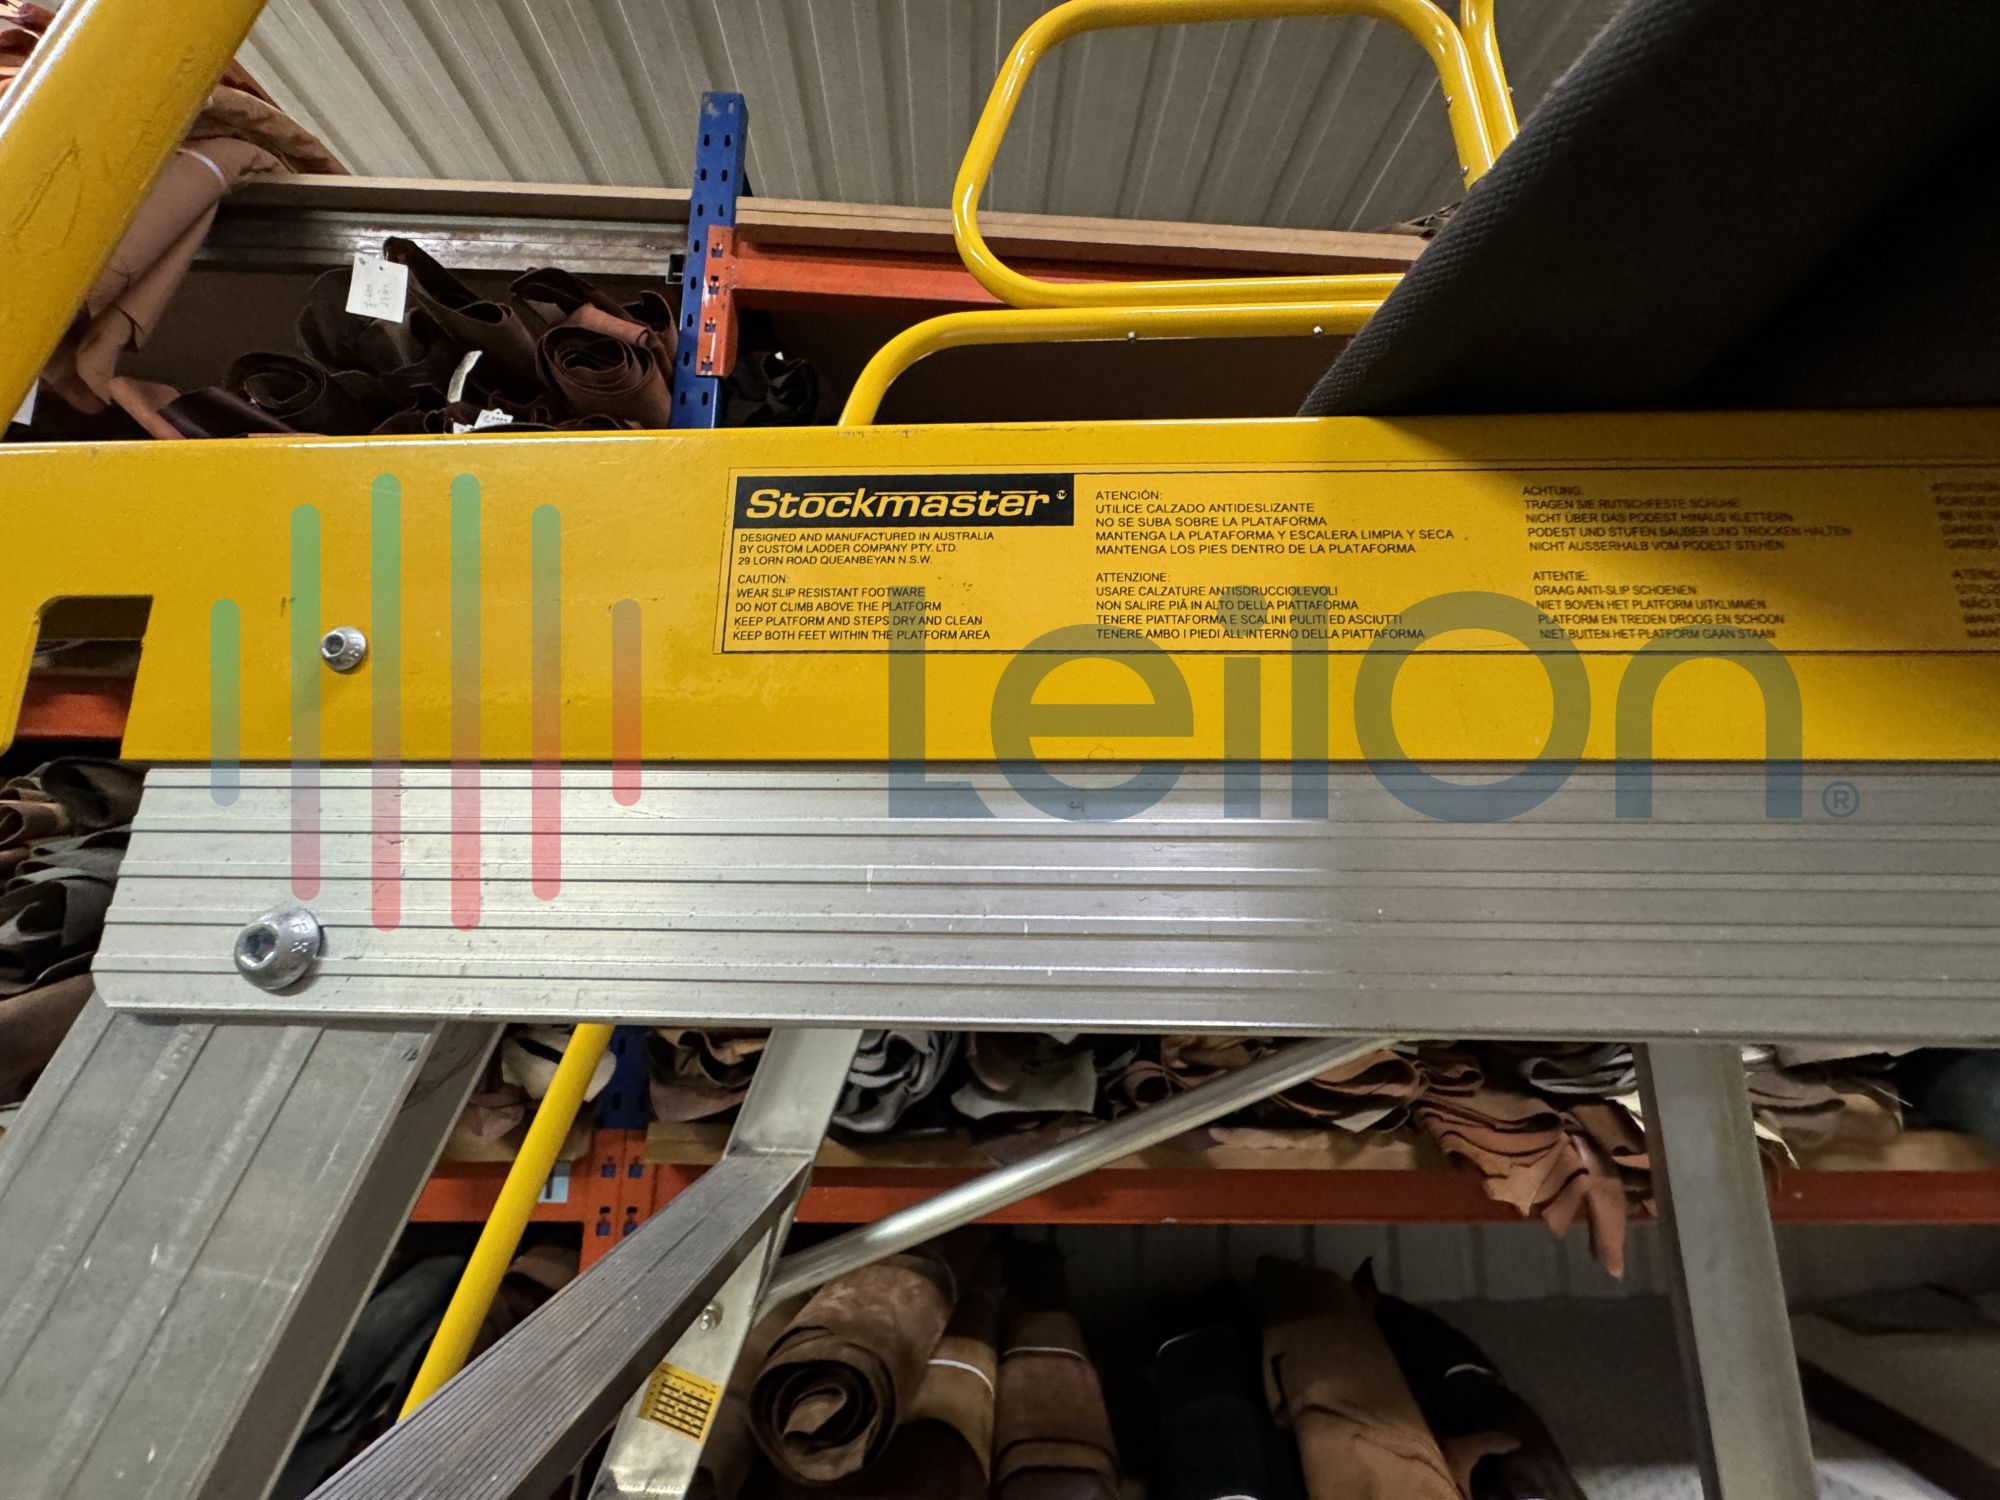 Stockmaster™
DESIGNED AND MANUFACTURED IN AUSTRALIA
BY CUSTOM LADDER COMPANY PTY. LTD.
29 LORN ROAD QUEANBEYAN N.S.W.
CAUTION:
WEAR SLIP RESISTANT FOOTWARE
DO NOT CLIMB ABOVE THE PLATFORM
KEEP PLATFORM AND STEPS DRY AND CLEAN
KEEP BOTH FEET WITHIN THE PLATFORM AREA
ATENCIÓN:
UTILICE CALZADO ANTIDESLIZANTE
NO SE SUBA SOBRE LA PLATAFORMA
MANTENGA LA PLATAFORMA Y ESCALERA LIMPIA Y SECA
MANTENGA LOS PIES DENTRO DE LA PLATAFORMA
ATTENZIONE:
USARE CALZATURE ANTISDRUCCIOLEVOLI
NON SALIRE PIÁ IN ALTO DELLA PIATTAFORMA
TENERE PIATTAFORMA E SCALINI PULITI ED ASCIUTTI
TENERE AMBO I PIEDI ALL'INTERNO DELLA PIATTAFORMA
ACHTUNG:
TRAGEN SIE RUTSCHFESTE SCHUHE
NICHT ÜBER DAS PODEST HINAUS KLETTERN
PODEST UND STUFEN SAUBER UND TROCKEN HALTEN
NICHT AUSSERHALB VOM PODEST STEHEN
ATTENTIE:
DRAAG ANTI-SLIP SCHOENEN
NIET BOVEN HET PLATFORM UITKLIMMEN
PLATFORM EN TREDEN DROOG EN SCHOON
NIET BUITEN HET PLATFORM GAAN STAAN
LeilOn®